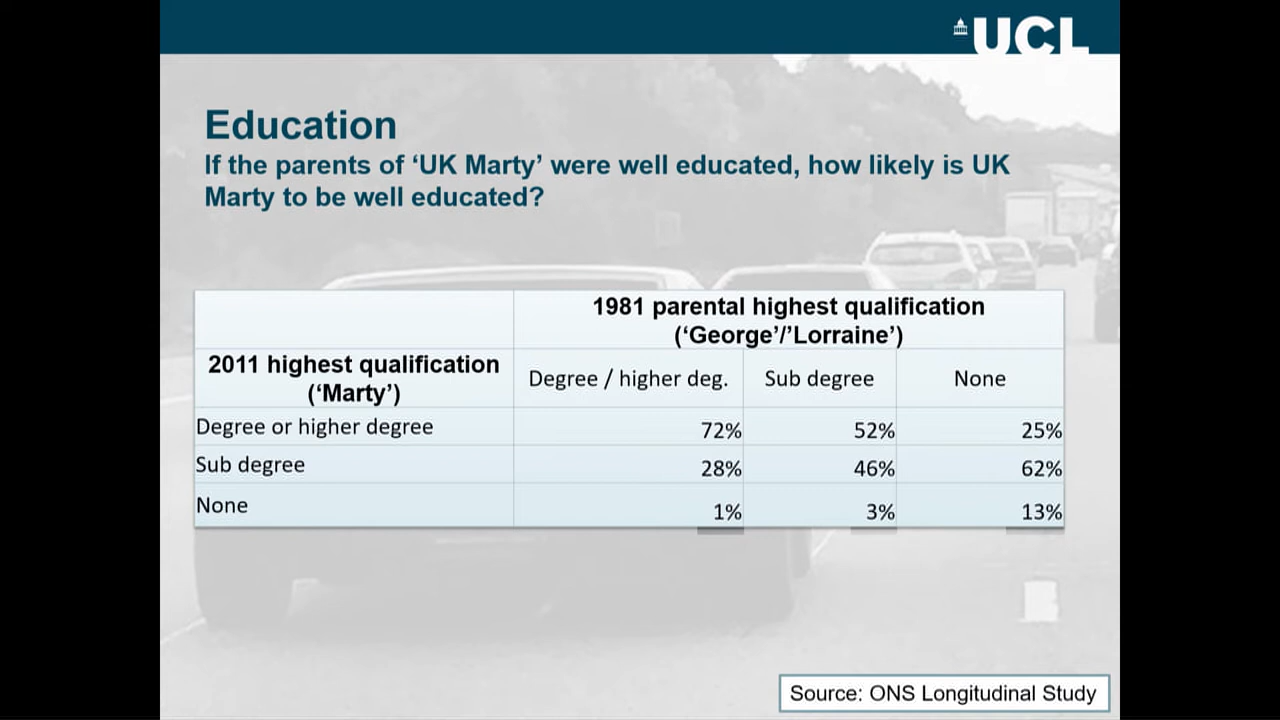 UCL
Education
If the parents of ‘UK Marty’ were well educated, how likely is UK
Marty to be well educated?
1981 parental highest qualification
(‘George’/’Lorraine’)
2011 highest qualification
(‘Marty’)
Degree / higher deg. Sub degree None
Degree or higher degree 72% 52% 25%
Sub degree 28% 46% 62%
None 1% 3% 13%
Source: ONS Longitudinal Study